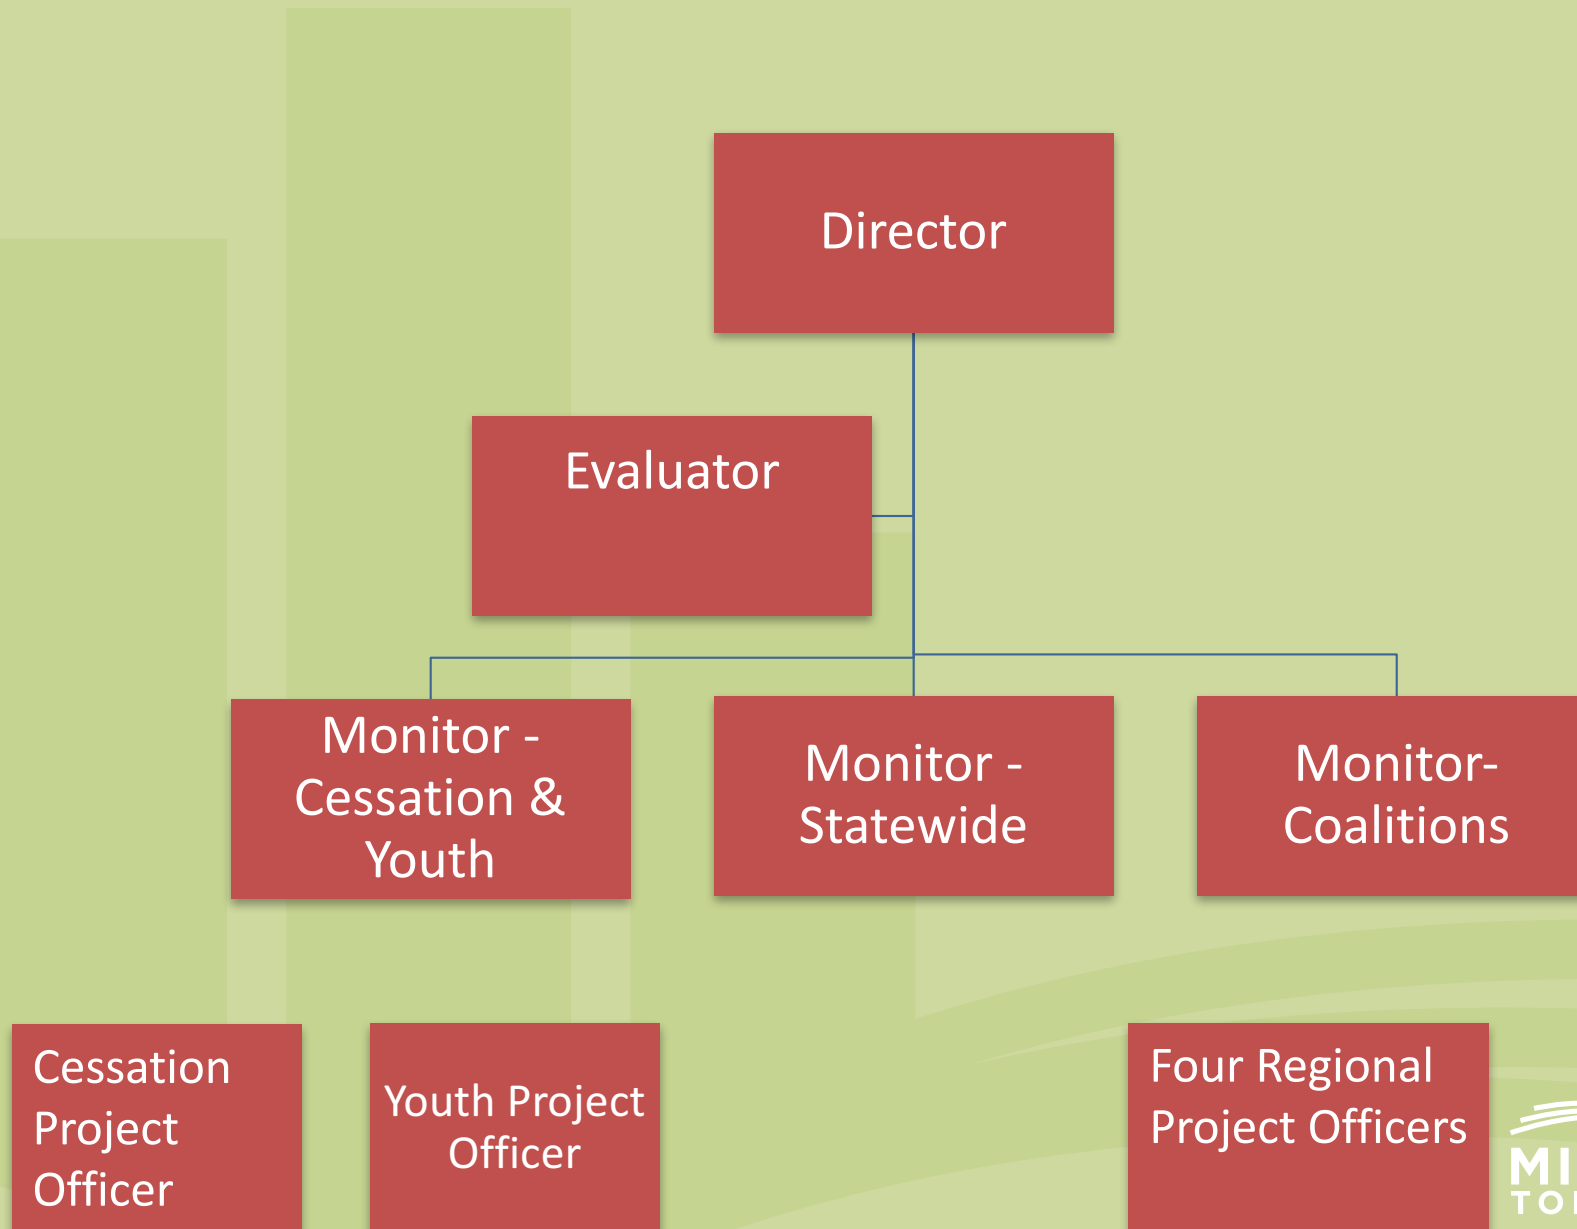 Director
Evaluator
Monitor -
Cessation &
Youth
Monitor -
Statewide
Monitor-
Coalitions
Cessation
Project
Officer
Youth Project
Officer
Four Regional
Project Officers